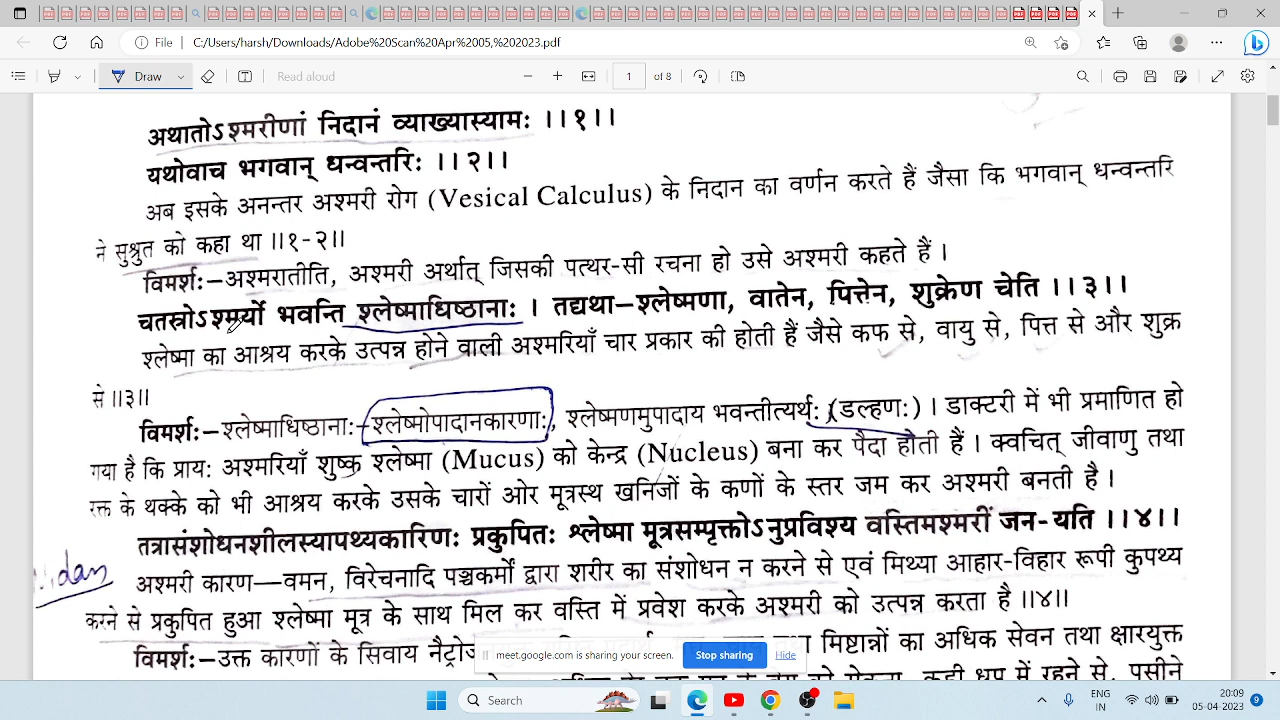 File
C:/Users/harsh/Downloads/Adobe%20Scan%20Apr%2005,%202023.pdf
Draw
Read aloud
1 of 8
अथातोऽश्मरीणां निदानं व्याख्यास्यामः ।।१।।
यथोवाच भगवान् धन्वन्तरिः ।।२।।
अब इसके अनन्तर अश्मरी रोग (Vesical Calculus) के निदान का वर्णन करते हैं जैसा कि भगवान् धन्वन्तरि
ने सुश्रुत को कहा था ॥१-२॥
विमर्शः–अश्मरातीति, अश्मरी अर्थात् जिसकी पत्थर-सी रचना हो उसे अश्मरी कहते हैं ।
चतस्रोऽश्मर्यो भवन्ति श्लेष्माधिष्ठानाः । तद्यथा–श्लेष्मणा, वातेन, पित्तेन, शुक्रेण चेति ।।३।।
श्लेष्मा का आश्रय करके उत्पन्न होने वाली अश्मरियाँ चार प्रकार की होती हैं जैसे कफ से, वायु से, पित्त से और शुक्र
से ॥३॥
विमर्शः–श्लेष्माधिष्ठानाः–श्लेष्मोपादानकारणाः, श्लेष्मणमुपादाय भवन्तीत्यर्थः (डल्हणः) । डाक्टरी में भी प्रमाणित हो
गया है कि प्रायः अश्मरियाँ शुष्क श्लेष्मा (Mucus) को केन्द्र (Nucleus) बना कर पैदा होती हैं । क्वचित् जीवाणु तथा
रक्त के थक्के को भी आश्रय करके उसके चारों ओर मूत्रस्थ खनिजों के कणों के स्तर जम कर अश्मरी बनती है ।
तत्रासंशोधनशीलस्यापथ्यकारिणः प्रकुपितः श्लेष्मा मूत्रसम्पृक्तोऽनुप्रविश्य वस्तिमश्मरीं जन-यति ।।४।।
अश्मरी कारण—वमन, विरेचनादि पञ्चकर्मों द्वारा शरीर का संशोधन न करने से एवं मिथ्या आहार-विहार रूपी कुपथ्य
करने से प्रकुपित हुआ श्लेष्मा मूत्र के साथ मिल कर वस्ति में प्रवेश करके अश्मरी को उत्पन्न करता है ॥४॥
विमर्शः–उक्त कारणों के सिवाय मिष्टान्नों का अधिक सेवन तथा क्षारयुक्त
meet.google.com is sharing your screen.
Stop sharing
Hide
Search
ENG
IN
20:09
05-04-2023